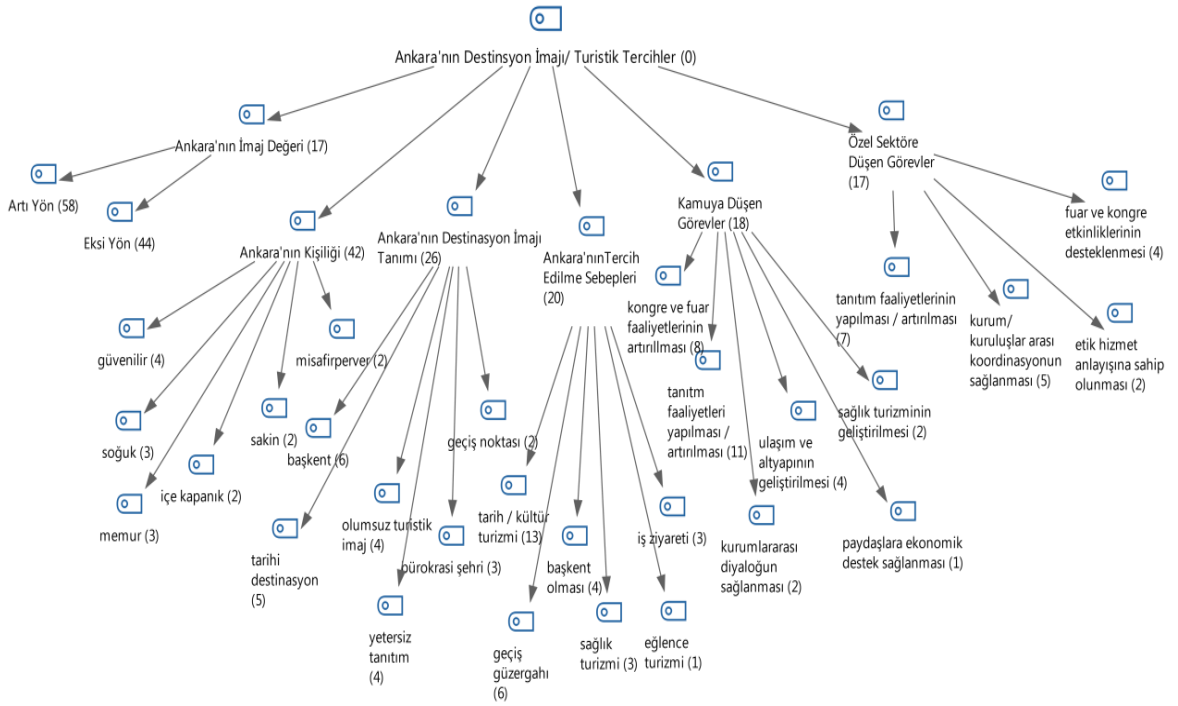 Ankara'nın Destinsyon İmajı/ Turistik Tercihler (0)
Ankara'nın İmaj Değeri (17)
Artı Yön (58)
Eksi Yön (44)
Ankara'nın Kişiliği (42)
güvenilir (4)
soğuk (3)
memur (3)
içe kapanık (2)
sakin (2)
misafirperver (2)
Ankara'nın Destinasyon İmajı
Tanımı (26)
başkent (6)
tarihi
destinasyon
(5)
olumsuz turistik
imaj (4)
yetersiz
tanıtım
(4)
bürokrasi şehri (3)
geçiş noktası (2)
Ankara'nınTercih
Edilme Sebepleri
(20)
tarih / kültür
turizmi (13)
geçiş
güzergahı
(6)
başkent
olması (4)
sağlık
turizmi (3)
eğlence
turizmi (1)
iş ziyareti (3)
Kamuya Düşen
Görevler (18)
kongre ve fuar
faaliyetlerinin
artırıllması (8)
tanıtm
faaliyetleri
yapılması /
artırılması (11)
kurumlararası
diyaloğun
sağlanması (2)
ulaşım ve
altyapının
geliştirilmesi (4)
paydaşlara ekonomik
destek sağlanması (1)
sağlık turizminin
geliştirilmesi (2)
Özel Sektöre
Düşen Görevler
(17)
tanıtım faaliyetlerinin
yapılması / artırılması
(7)
kurum/
kuruluşlar arası
koordinasyonun
sağlanması (5)
etik hizmet
anlayışına sahip
olunması (2)
fuar ve kongre
etkinliklerinin
desteklenmesi (4)